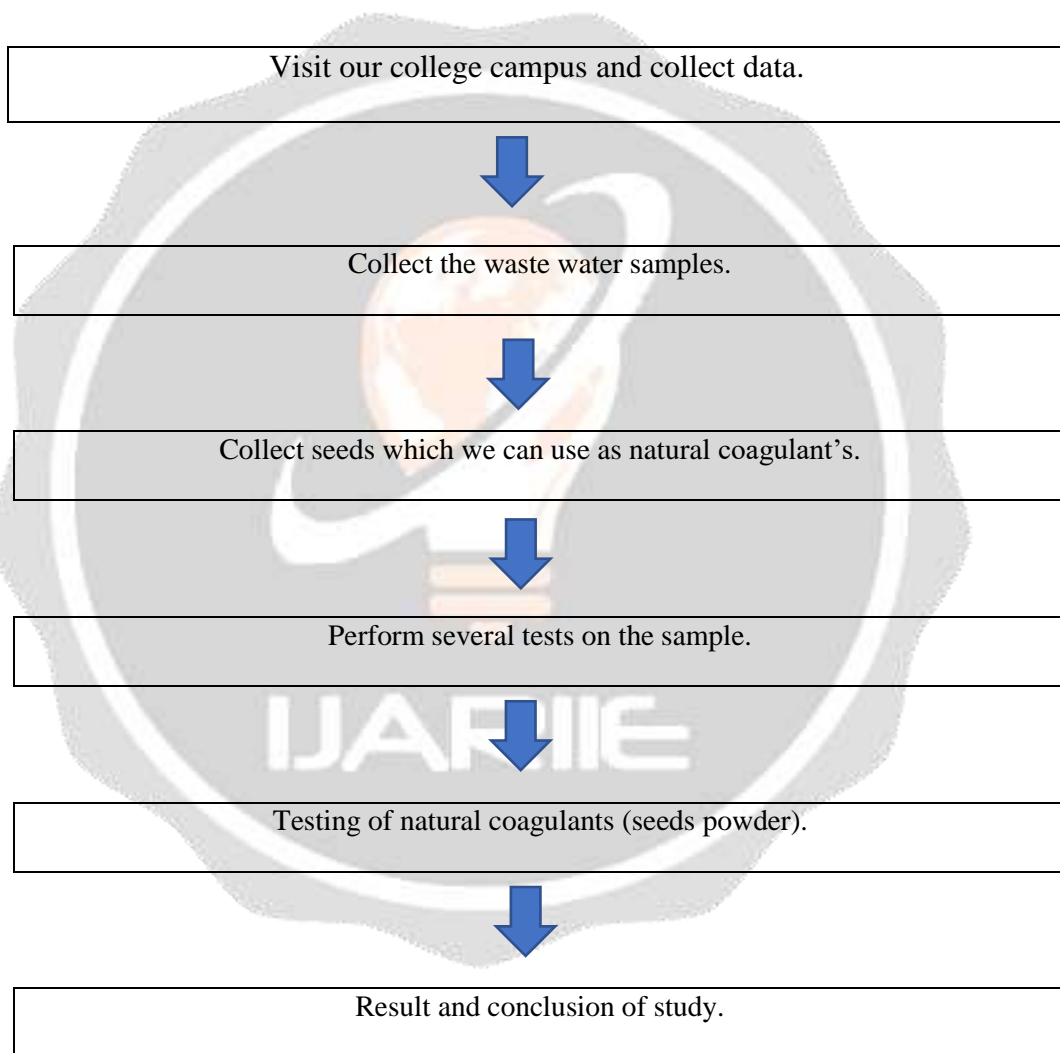 Visit our college campus and collect data.
Collect the waste water samples.
Collect seeds which we can use as natural coagulant’s.
Perform several tests on the sample.
IJARIIE
Testing of natural coagulants (seeds powder).
Result and conclusion of study.